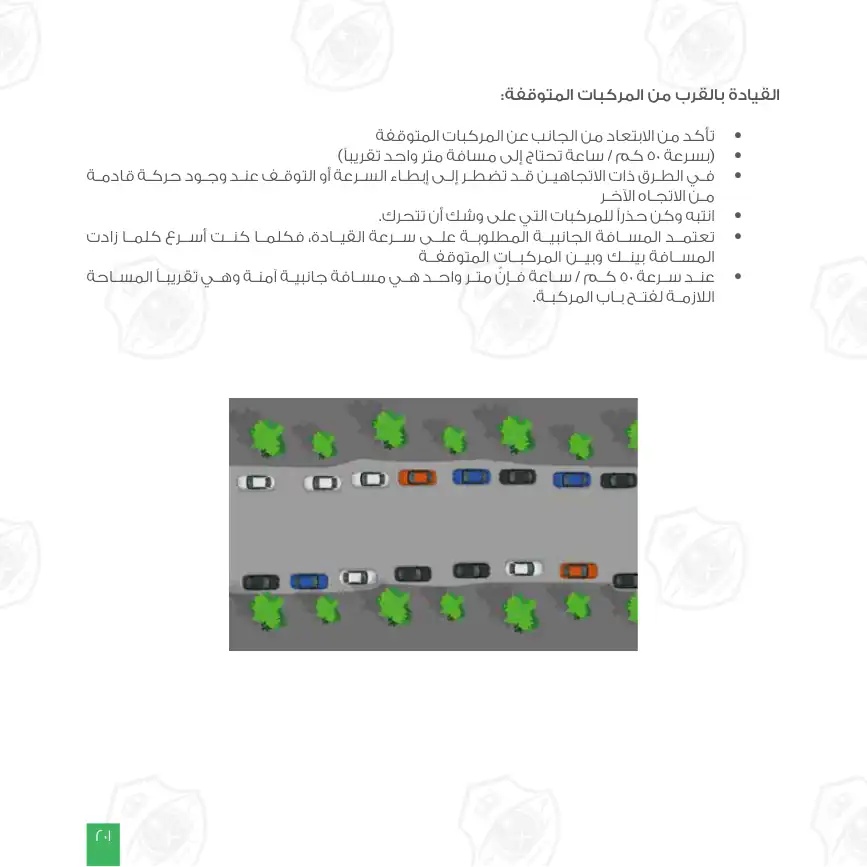 القيادة بالقرب من المركبات المتوقفة:
• تأكد من الابتعاد من الجانب عن المركبات المتوقفة
• (بسرعة ٥٠ كم / ساعة تحتاج إلى مسافة متر واحد تقريباً)
• في الطرق ذات الاتجاهين قد تضطر إلى إبطاء السرعة أو التوقف عند وجود حركة قادمة
من الاتجاه الآخر
• انتبه وكن حذراً للمركبات التي على وشك أن تتحرك.
• تعتمد المسافة الجانبية المطلوبة على سرعة القيادة، فكلما كنت أسرع كلما زادت
المسافة بينك وبين المركبات المتوقفة
• عند سرعة ٥٠ كم / ساعة فإنّ متر واحد هي مسافة جانبية آمنة وهي تقريباً المساحة
اللازمة لفتح باب المركبة.
٢٠١